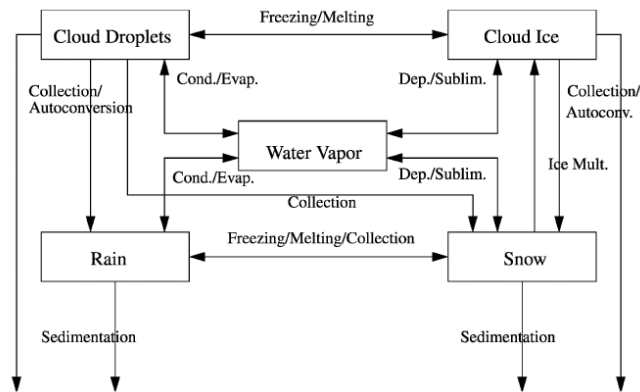 Freezing/Melting
Cloud Droplets
Cloud Ice
Cond./Evap.
Dep./Sublim.
Collection/
Autoconversion
Collection/
Autoconv.
Water Vapor
Ice Mult.
Cond./Evap.
Dep./Sublim.
Collection
Freezing/Melting/Collection
Rain
Snow
Sedimentation
Sedimentation